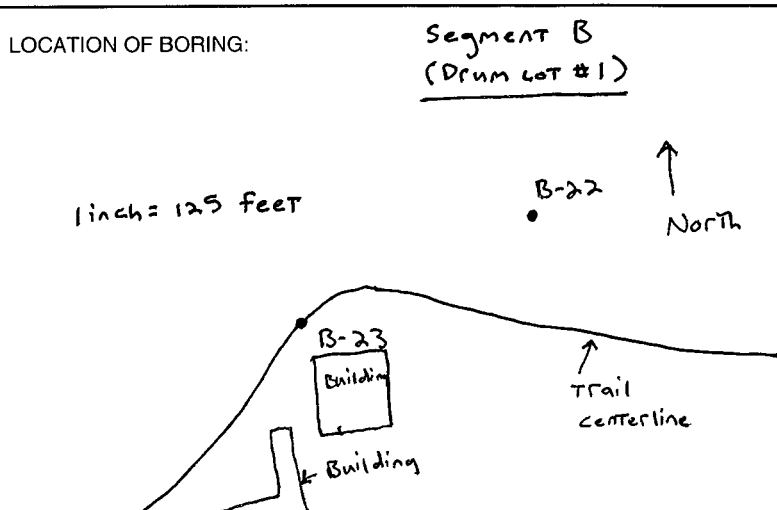 LOCATION OF BORING:
Segment B
(Drum Lot #1)
B-22
1 inch = 125 feet
North
B-23
Building
Trail
centerline
Building